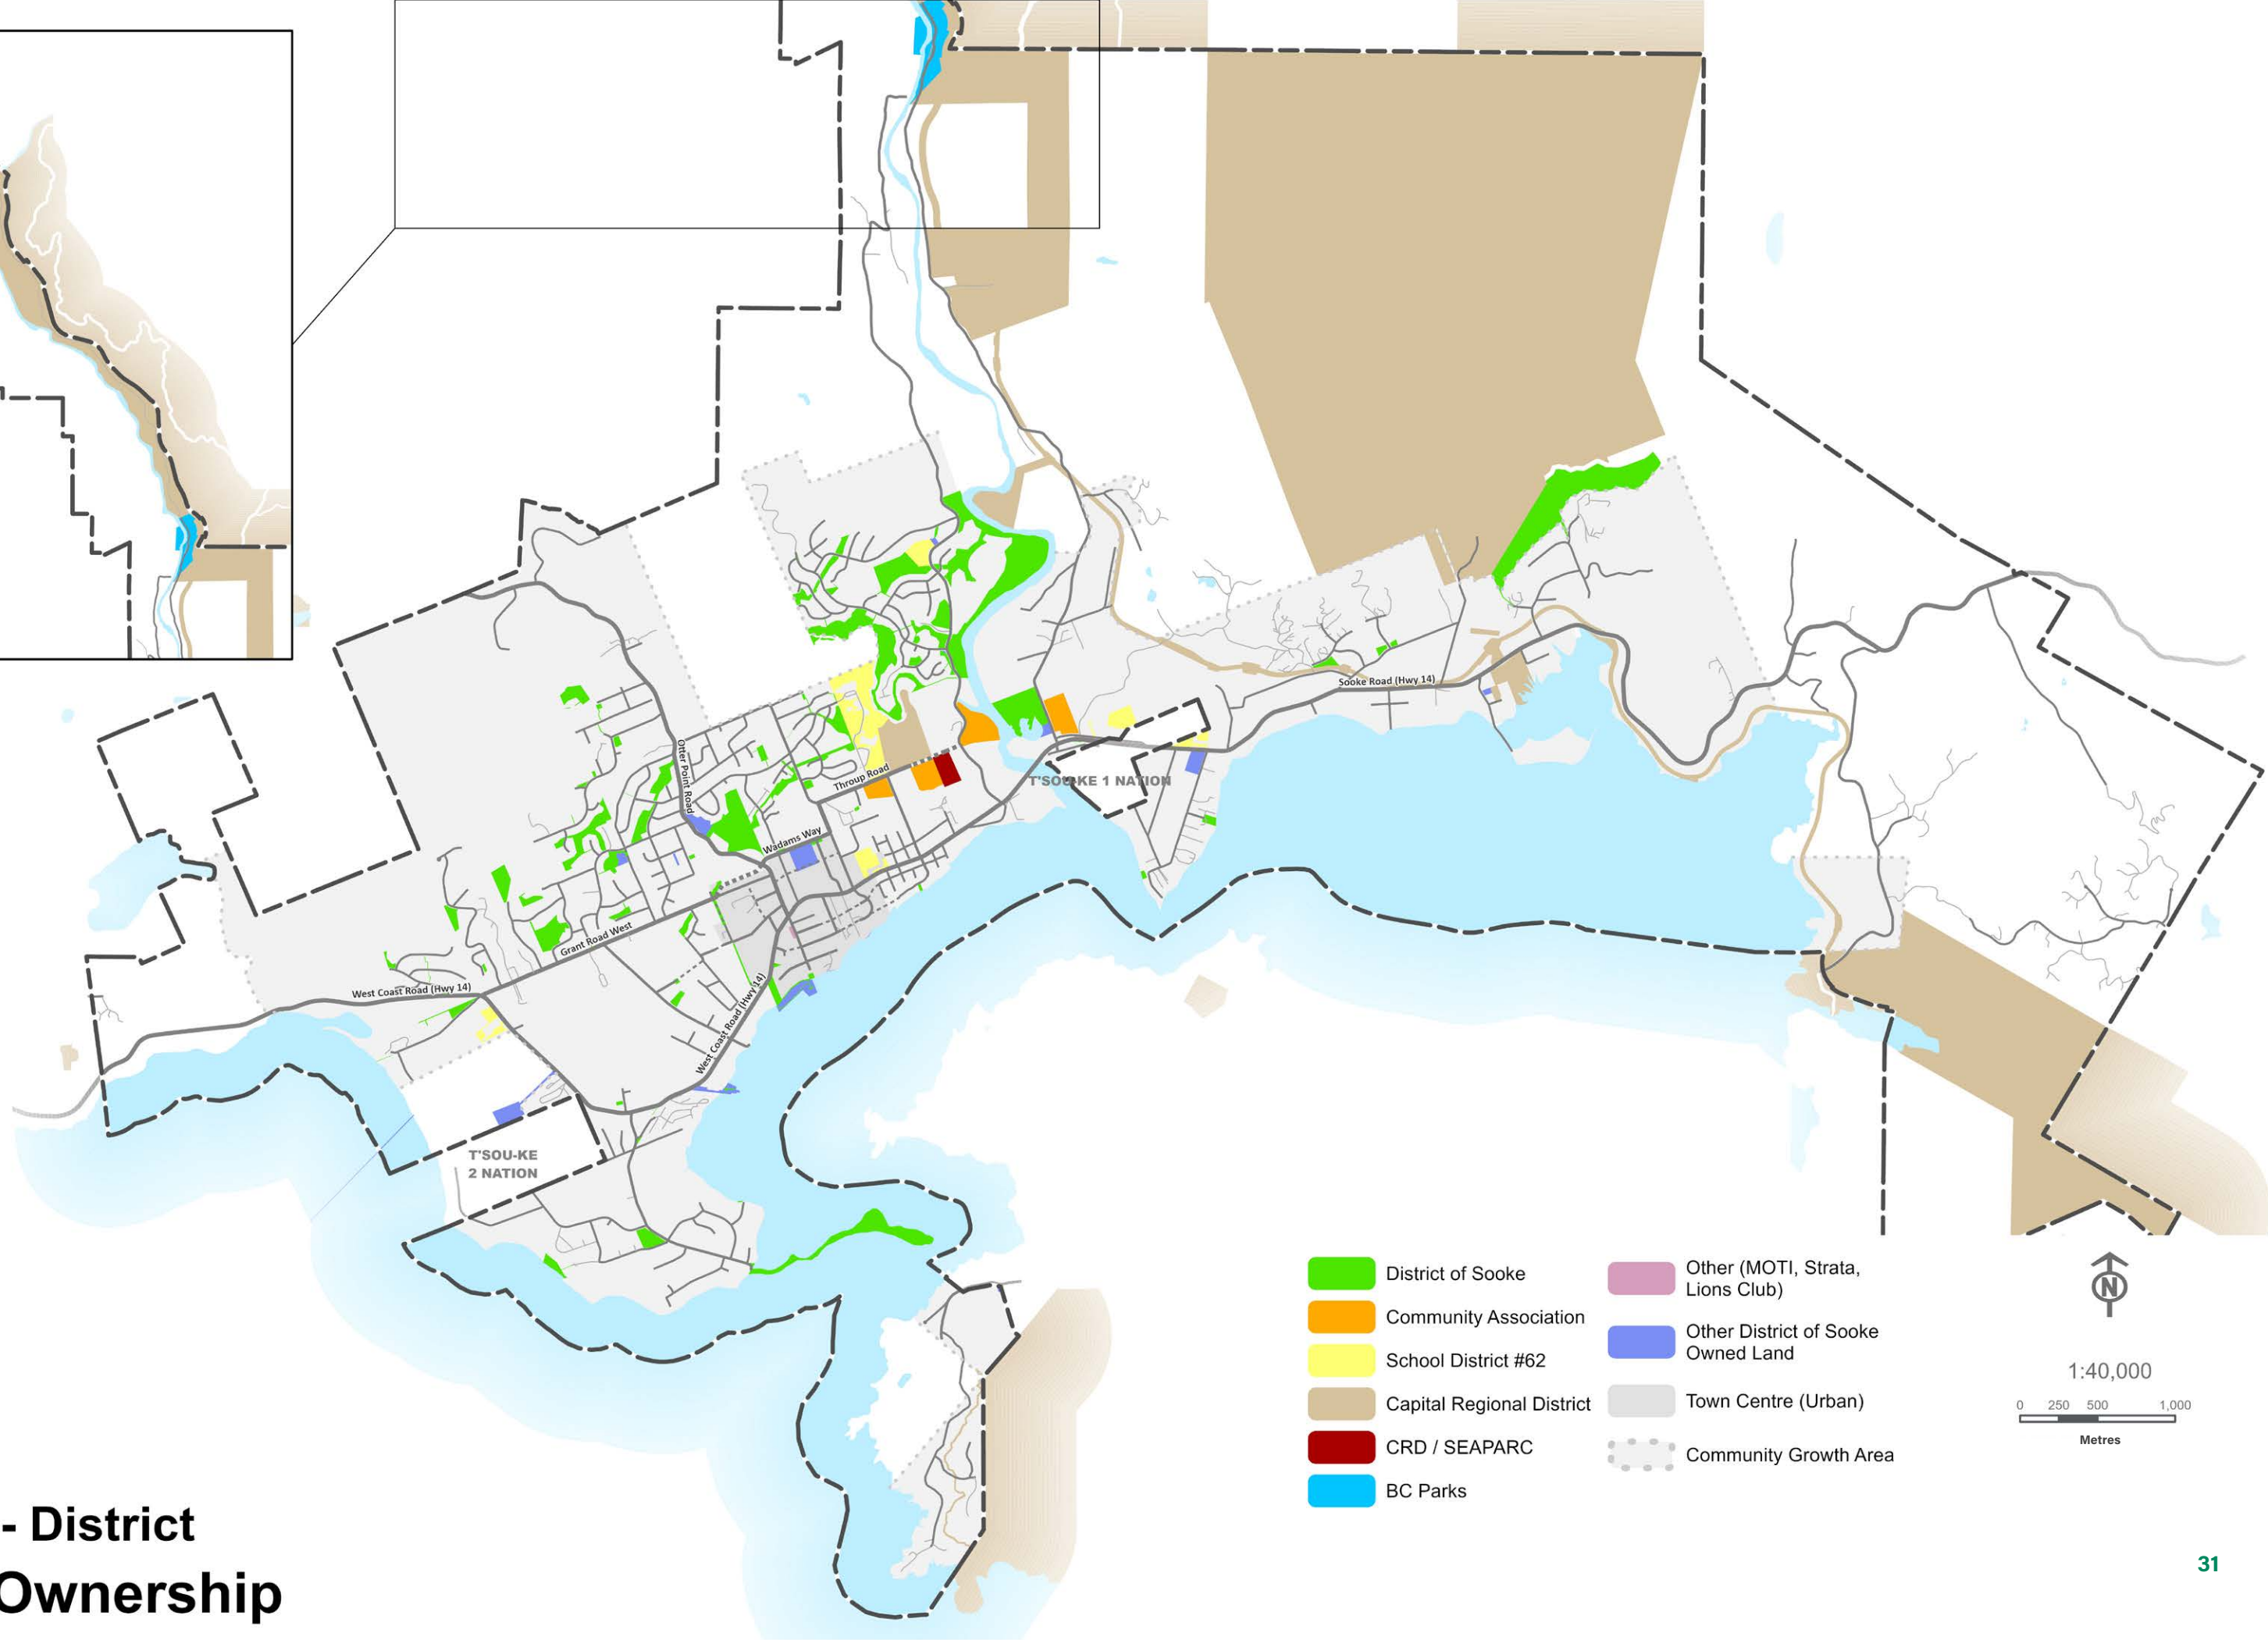 Sooke Road (Hwy 14)
Otter Point Road
Throup Road
T'SOU-KE 1 NATION
Wadams Way
Grant Road West
West Coast Road (Hwy 14)
West Coast Road (Hwy 14)
T'SOU-KE
2 NATION
District of Sooke
Community Association
School District #62
Capital Regional District
CRD / SEAPARC
BC Parks
Other (MOTI, Strata,
Lions Club)
Other District of Sooke
Owned Land
Town Centre (Urban)
Community Growth Area
N
1:40,000
0 250 500 1,000
Metres
- District
Ownership
31